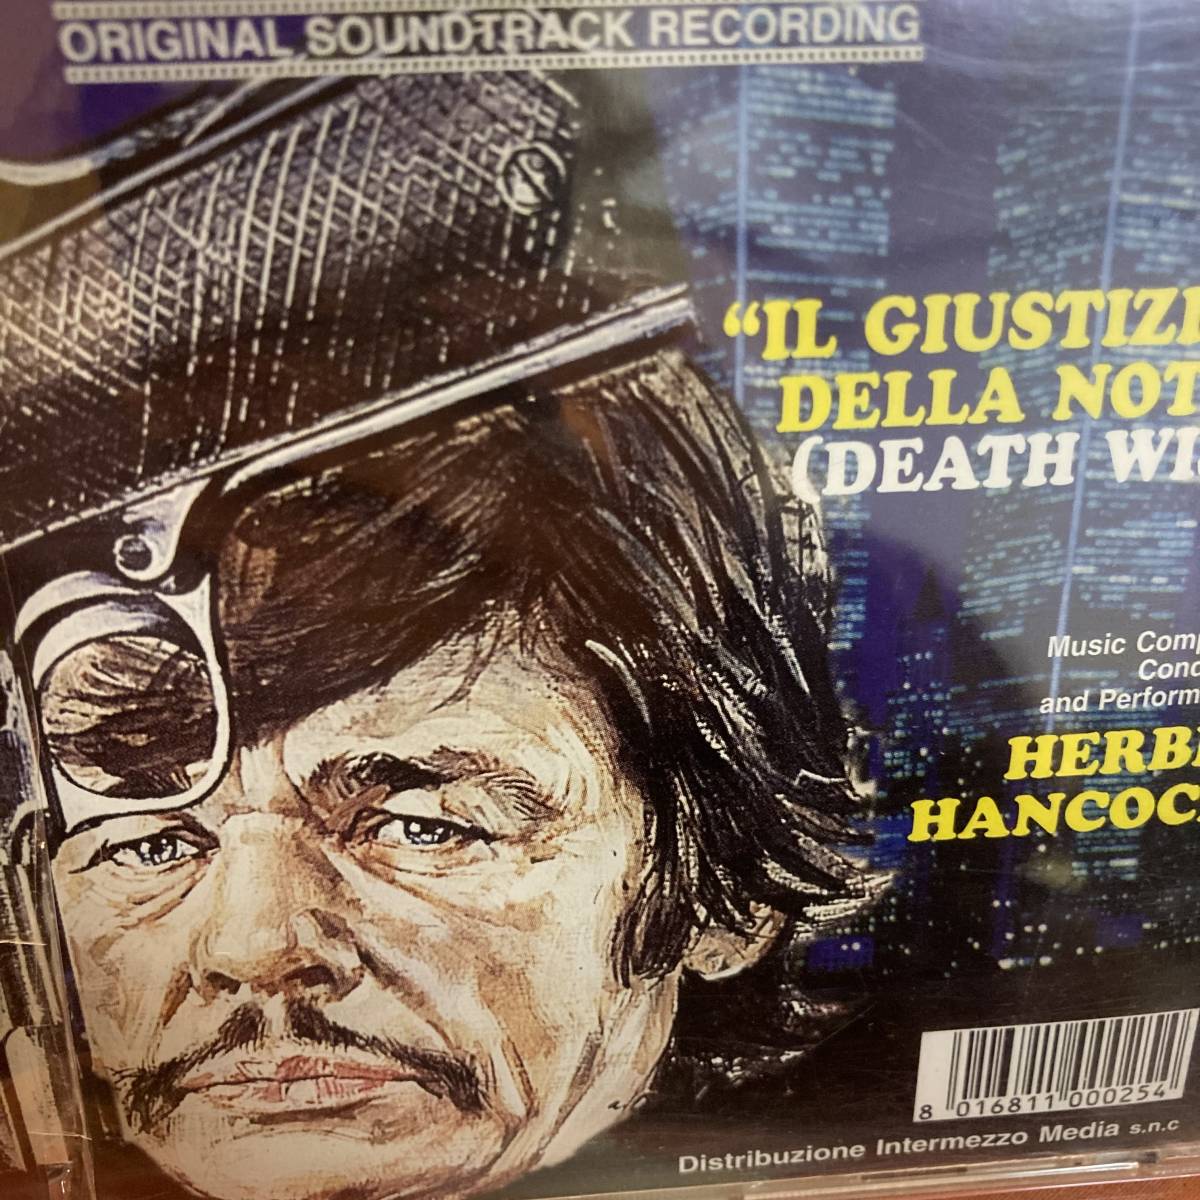 ORIGINAL SOUNDTRACK RECORDING
“IL GIUSTIZI
DELLA NOT
(DEATH WI
Music Comp
Cond
and Perform
HERBI
HANCOC
8 016811 000254
Distribuzione Intermezzo Media s.n.c